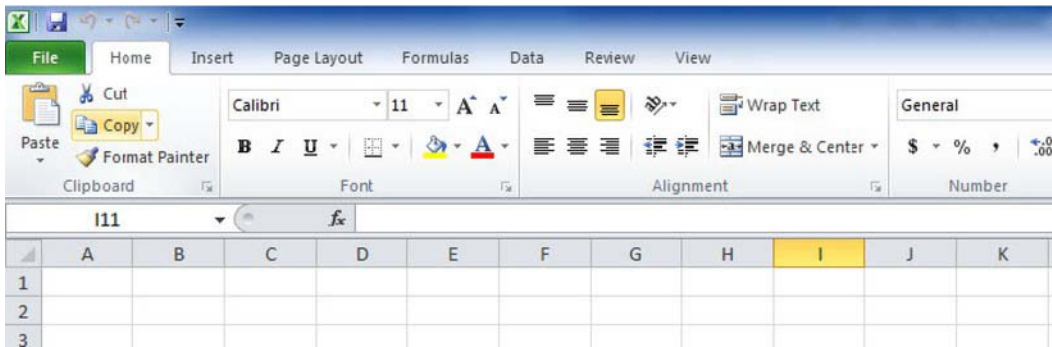 File Home Insert Page Layout Formulas Data Review View
Cut
Copy
Format Painter
Paste
Clipboard
Calibri 11 A A
B I U A
Font
Wrap Text
Merge & Center
Alignment
General
$ % , .00
Number
I11 fx
A B C D E F G H I J K
1
2
3